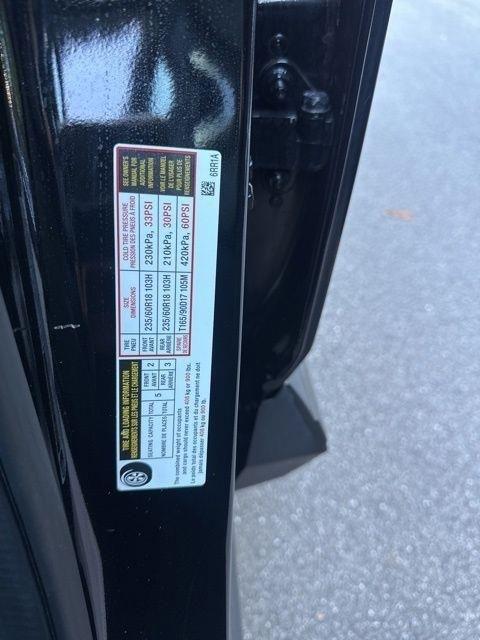 TIRE AND LOADING INFORMATION
RENSEIGNEMENTS SUR LES PNEUS ET LE CHARGEMENT
SEATING CAPACITY TOTAL 5 FRONT AVANT 2
NOMBRE DE PLACES TOTAL REAR ARRIÈRE 3
The combined weight of occupants
and cargo should never exceed 408 kg or 900 lbs.
Le poids total des occupants et du chargement ne doit
jamais dépasser 408 kg or 900 lb.
TIRE PNEU SIZE DIMENSIONS COLD TIRE PRESSURE PRESSION DES PNEUS À FROID
FRONT AVANT 235/60R18 103H 230kPa, 33PSI
REAR ARRIÈRE 235/60R18 103H 210kPa, 30PSI
SPARE DE SECOURS T165/90D17 105M 420kPa, 60PSI
SEE OWNER'S
MANUAL FOR
ADDITIONAL
INFORMATION
VOIR LE MANUEL
DE L'USAGER
POUR PLUS DE
RENSEIGNEMENTS
6RR1A